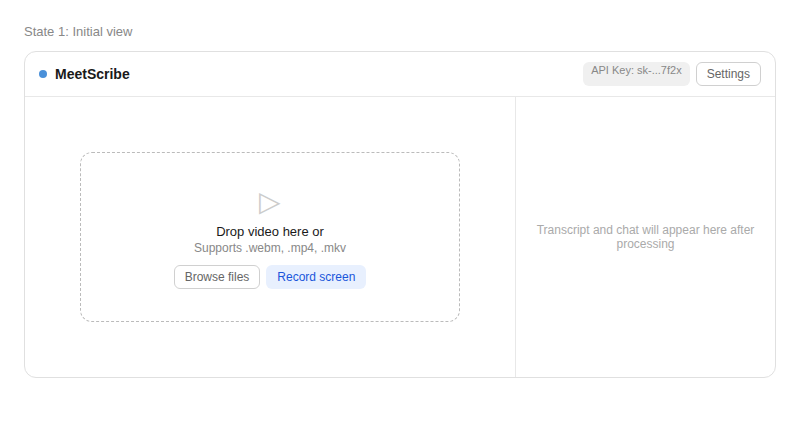 State 1: Initial view
MeetScribe
API Key: sk-...7f2x
Settings
Drop video here or
Supports .webm, .mp4, .mkv
Browse files
Record screen
Transcript and chat will appear here after
processing